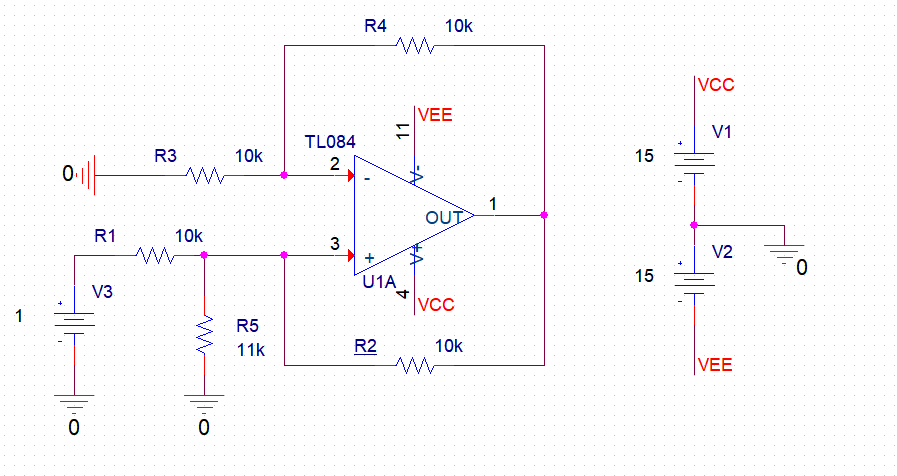 R4 10k
VCC
VEE
11
V1
TL084
15
R3 10k
2
0
-
V-
1
OUT
R1 10k
3
V2
+
V+
0
V3
U1A
15
4
VCC
1
R5
11k
R2 10k
VEE
0
0